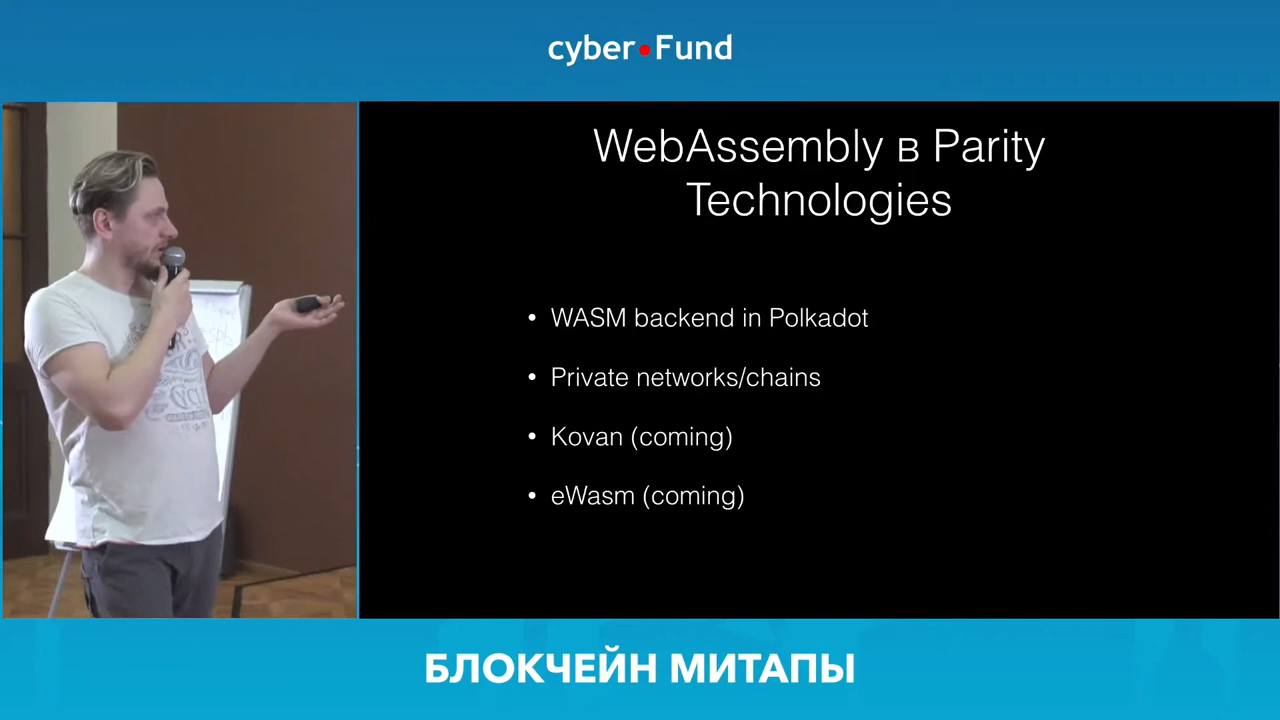 cyber•Fund
WebAssembly в Parity
Technologies
• WASM backend in Polkadot
• Private networks/chains
• Kovan (coming)
• eWasm (coming)
БЛОКЧЕЙН МИТАПЫ